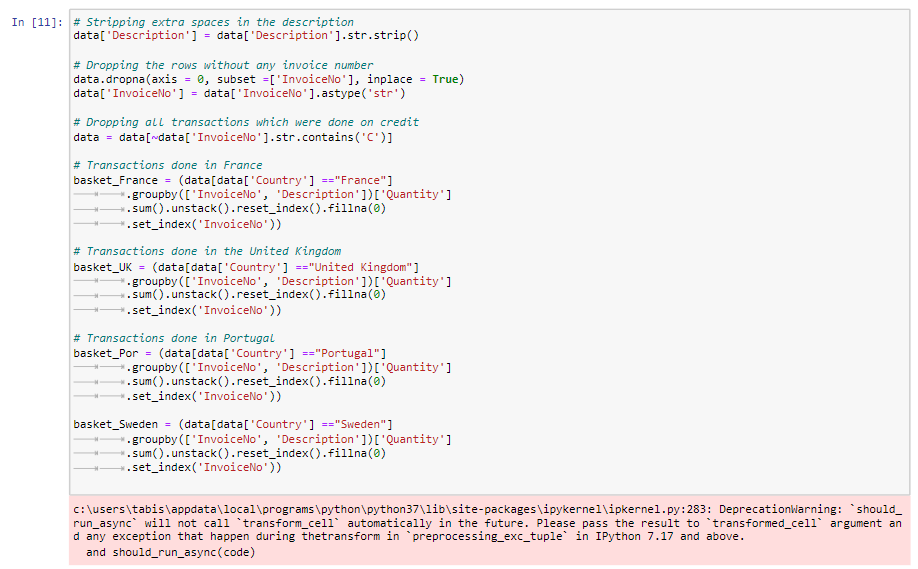 In [11]: # Stripping extra spaces in the description
data['Description'] = data['Description'].str.strip()
# Dropping the rows without any invoice number
data.dropna(axis = 0, subset =['InvoiceNo'], inplace = True)
data['InvoiceNo'] = data['InvoiceNo'].astype('str')
# Dropping all transactions which were done on credit
data = data[~data['InvoiceNo'].str.contains('C')]
# Transactions done in France
basket_France = (data[data['Country'] =="France"]
.groupby(['InvoiceNo', 'Description'])['Quantity']
.sum().unstack().reset_index().fillna(0)
.set_index('InvoiceNo'))
# Transactions done in the United Kingdom
basket_UK = (data[data['Country'] =="United Kingdom"]
.groupby(['InvoiceNo', 'Description'])['Quantity']
.sum().unstack().reset_index().fillna(0)
.set_index('InvoiceNo'))
# Transactions done in Portugal
basket_Por = (data[data['Country'] =="Portugal"]
.groupby(['InvoiceNo', 'Description'])['Quantity']
.sum().unstack().reset_index().fillna(0)
.set_index('InvoiceNo'))
basket_Sweden = (data[data['Country'] =="Sweden"]
.groupby(['InvoiceNo', 'Description'])['Quantity']
.sum().unstack().reset_index().fillna(0)
.set_index('InvoiceNo'))
c:\users\tabis\appdata\local\programs\python\python37\lib\site-packages\ipykernel\ipkernel.py:283: DeprecationWarning: `should_
run_async` will not call `transform_cell` automatically in the future. Please pass the result to `transformed_cell` argument an
d any exception that happen during thetransform in `preprocessing_exc_tuple` in IPython 7.17 and above.
and should_run_async(code)